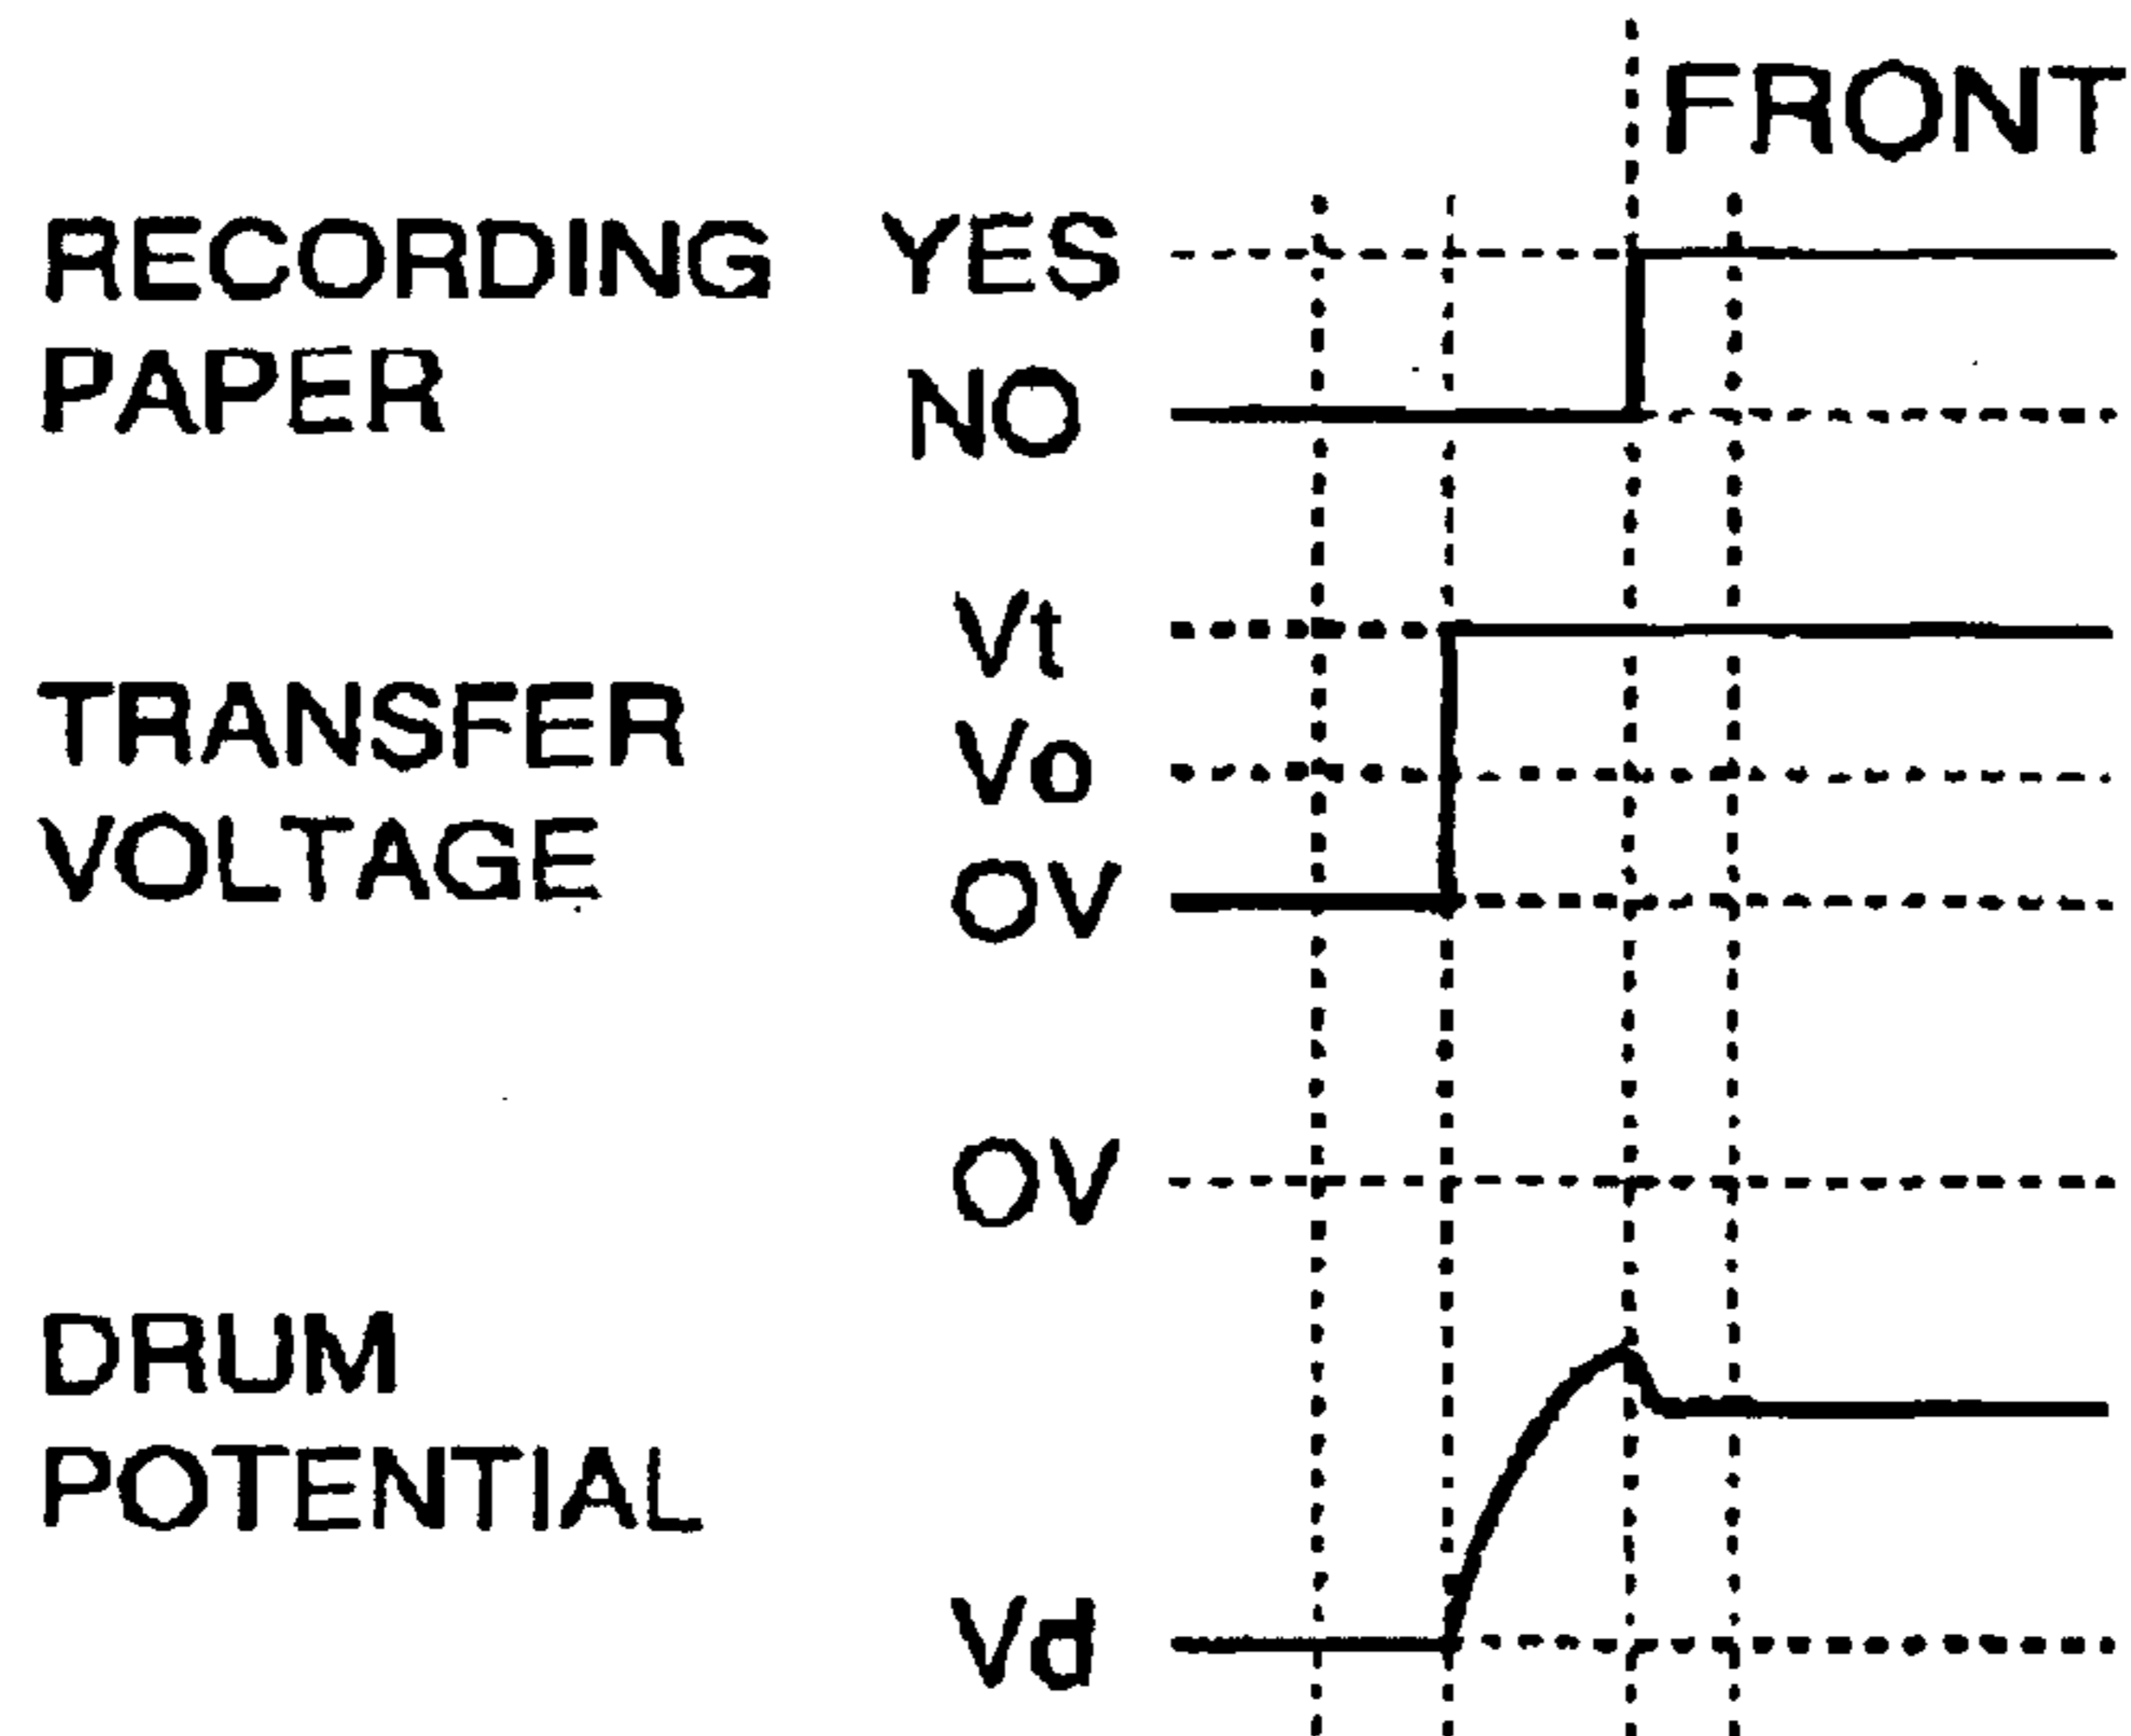 FRONT
RECORDING PAPER
YES
NO
TRANSFER VOLTAGE
Vt
Vo
OV
OV
DRUM POTENTIAL
Vd